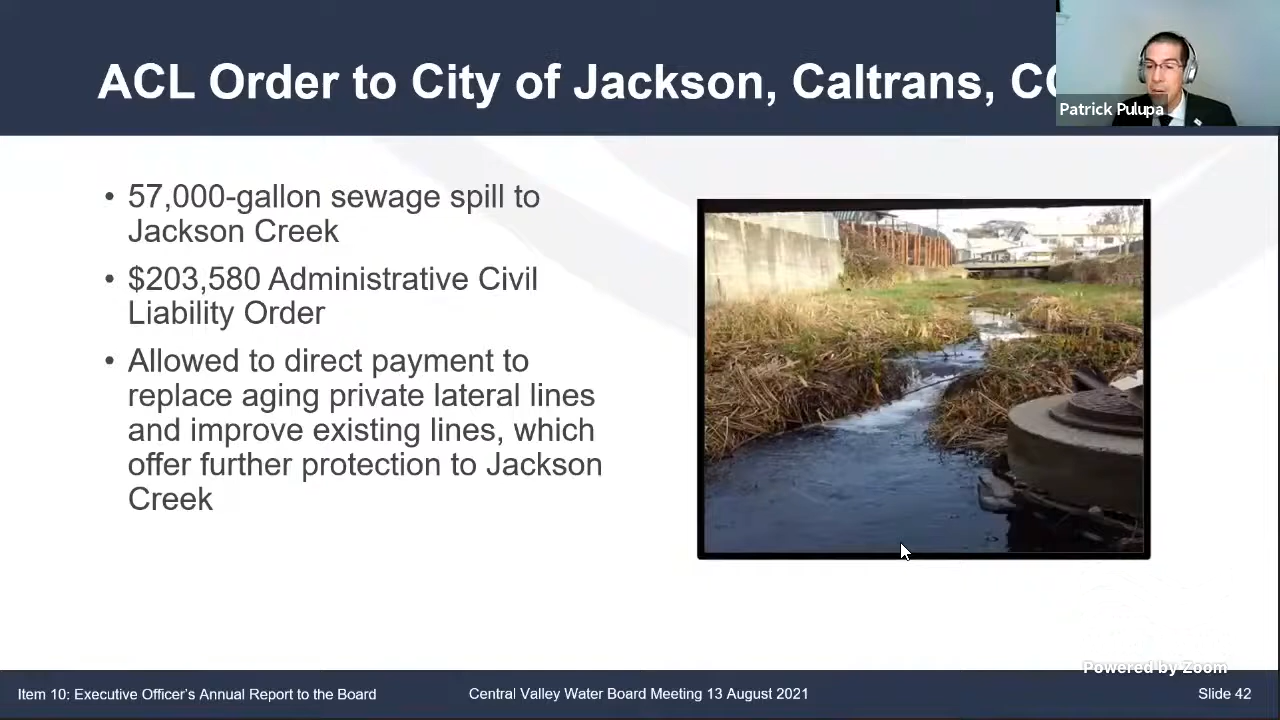 ACL Order to City of Jackson, Caltrans,
Patrick Pulupa
• 57,000-gallon sewage spill to
Jackson Creek
• $203,580 Administrative Civil
Liability Order
• Allowed to direct payment to
replace aging private lateral lines
and improve existing lines, which
offer further protection to Jackson
Creek
Powered by Zoom
Item 10: Executive Officer's Annual Report to the Board
Central Valley Water Board Meeting 13 August 2021
Slide 42